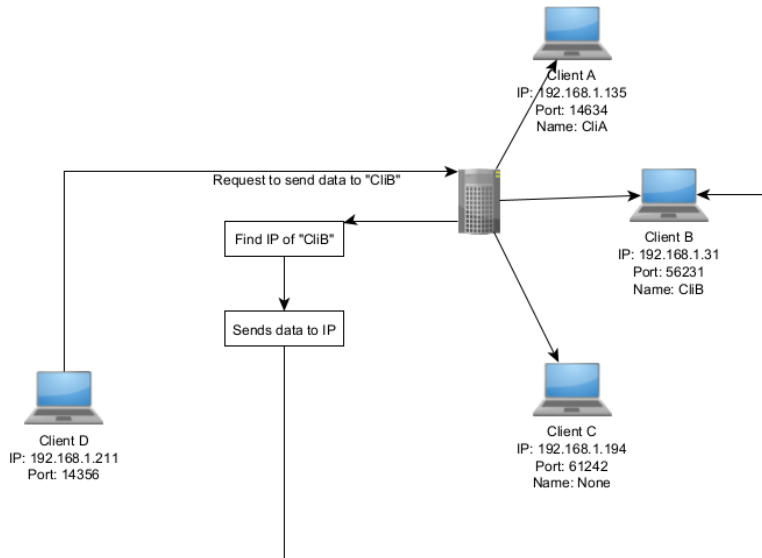 Client A
IP: 192.168.1.135
Port: 14634
Name: CliA
Request to send data to "CliB"
Find IP of "CliB"
Client B
IP: 192.168.1.31
Port: 56231
Name: CliB
Sends data to IP
Client D
IP: 192.168.1.211
Port: 14356
Client C
IP: 192.168.1.194
Port: 61242
Name: None